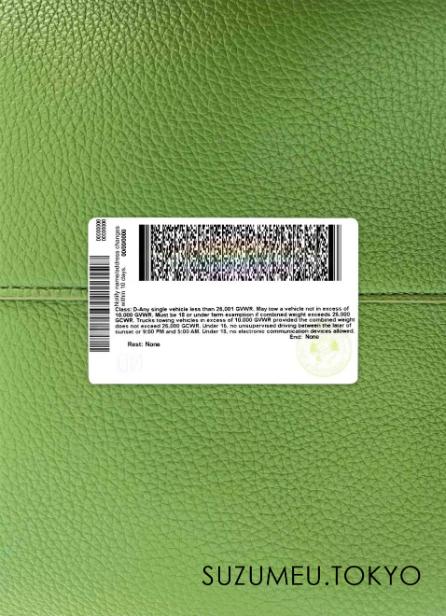 0000000
0000000
Notify name/address changes
within 10 days.
0000000
Class: D-Any single vehicle less than 26,001 GVWR. May tow a vehicle not in excess of
10,000 GVWR. Must be 18 or under farm exemption if combined weight exceeds 26,000
GCWR. Trucks towing vehicles in excess of 10,000 GVWR provided the combined weight
does not exceed 26,000 GCWR. Under 16, no unsupervised driving between the later of
sunset or 9:00 PM and 5:00 AM. Under 18, no electronic communication devices allowed.
End: None
Rest: None
SUZUMEU.TOKYO